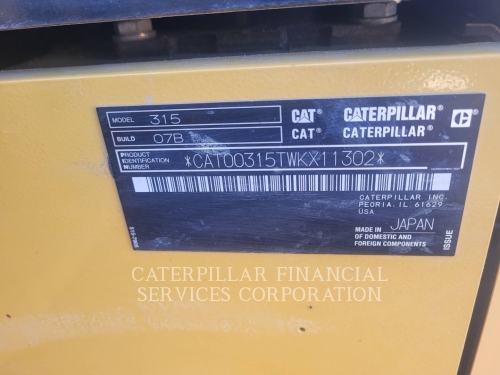 MODEL 315 CAT CATERPILLAR C
BUILD 07B CAT® CATERPILLAR®
PRODUCT IDENTIFICATION NUMBER *CAT00315TWKX11302*
CATERPILLAR INC.
PEORIA, IL. 61629
USA
MADE IN JAPAN
OF DOMESTIC AND
FOREIGN COMPONENTS
ISSUE
CATERPILLAR FINANCIAL
SERVICES CORPORATION